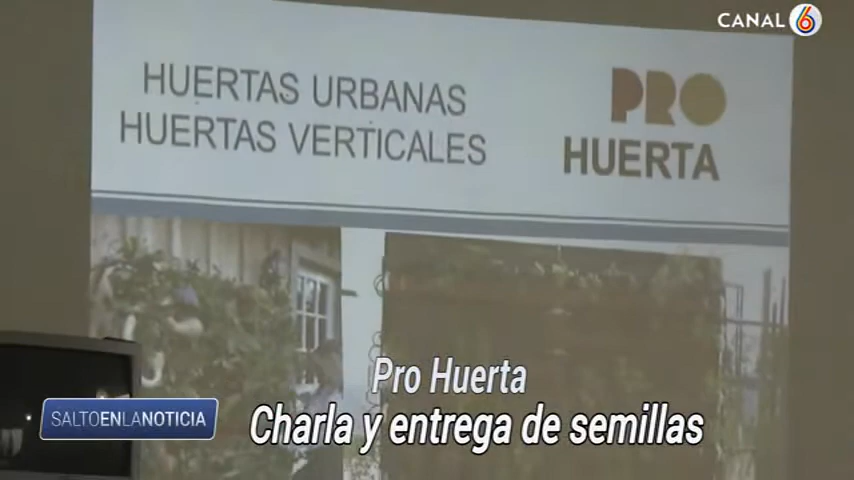 CANAL 6
HUERTAS URBANAS
HUERTAS VERTICALES
PRO
HUERTA
Pro Huerta
SALTOENLANOTICIA
Charla y entrega de semillas